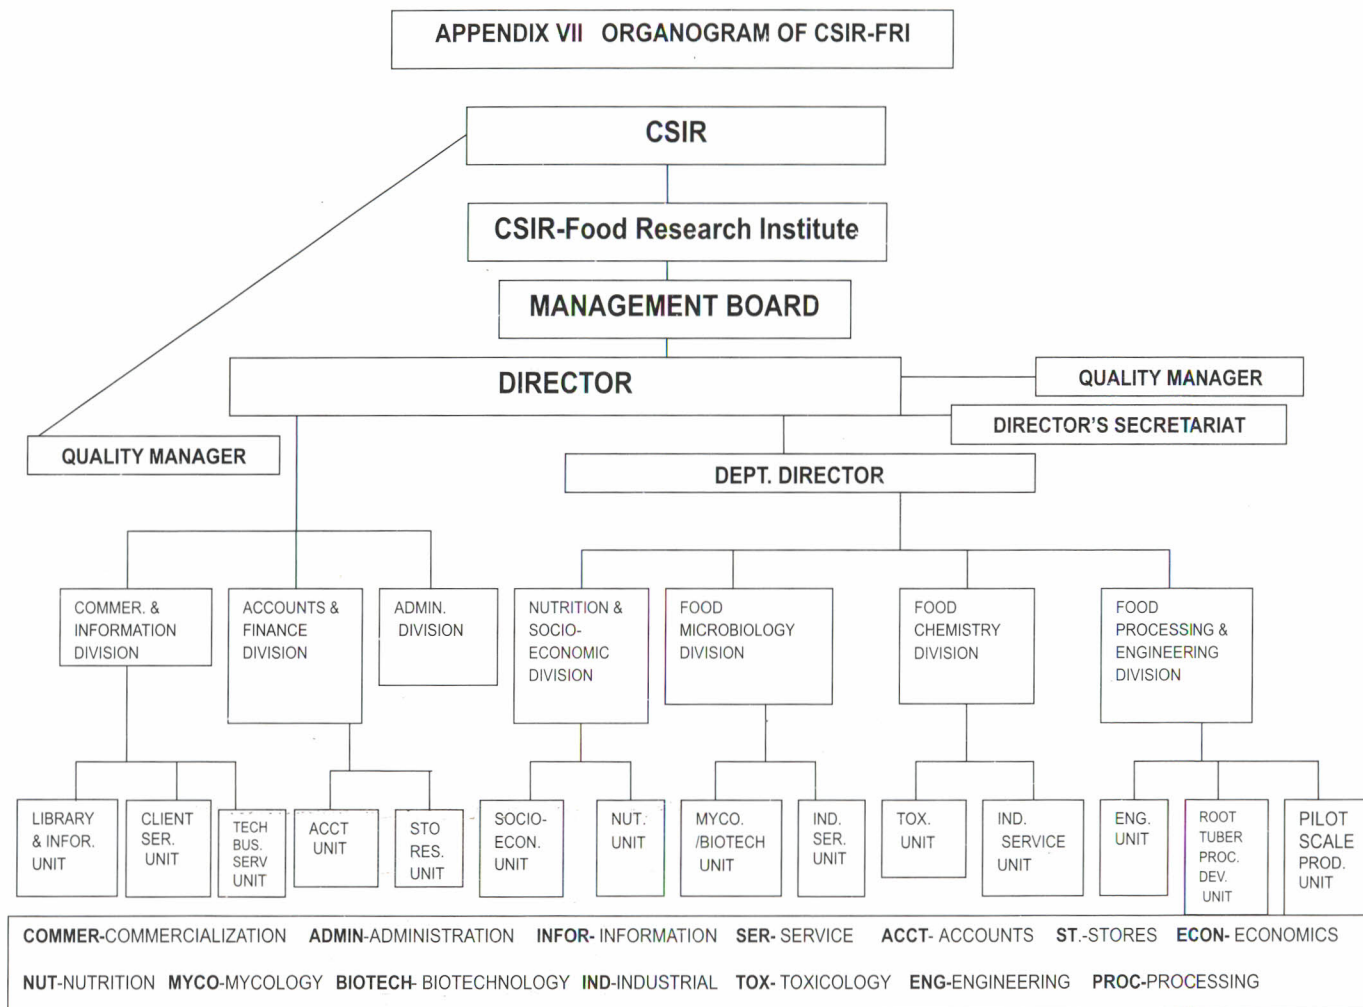 APPENDIX VII ORGANOGRAM OF CSIR-FRI
CSIR
CSIR-Food Research Institute
MANAGEMENT BOARD
DIRECTOR
QUALITY MANAGER
DIRECTOR'S SECRETARIAT
QUALITY MANAGER
DEPT. DIRECTOR
COMMER. &
INFORMATION
DIVISION
ACCOUNTS &
FINANCE
DIVISION
ADMIN.
DIVISION
NUTRITION &
SOCIO-
ECONOMIC
DIVISION
FOOD
MICROBIOLOGY
DIVISION
FOOD
CHEMISTRY
DIVISION
FOOD
PROCESSING &
ENGINEERING
DIVISION
LIBRARY
& INFOR.
UNIT
CLIENT
SER.
UNIT
TECH
BUS.
SERV
UNIT
ACCT
UNIT
STO
RES.
UNIT
SOCIO-
ECON.
UNIT
NUT.
UNIT
MYCO.
/BIOTECH
UNIT
IND.
SER.
UNIT
TOX.
UNIT
IND.
SERVICE
UNIT
ENG.
UNIT
ROOT
TUBER
PROC.
DEV.
UNIT
PILOT
SCALE
PROD.
UNIT
COMMER-COMMERCIALIZATION ADMIN-ADMINISTRATION INFOR- INFORMATION SER- SERVICE ACCT- ACCOUNTS ST.-STORES ECON- ECONOMICS
NUT-NUTRITION MYCO-MYCOLOGY BIOTECH- BIOTECHNOLOGY IND-INDUSTRIAL TOX- TOXICOLOGY ENG-ENGINEERING PROC-PROCESSING